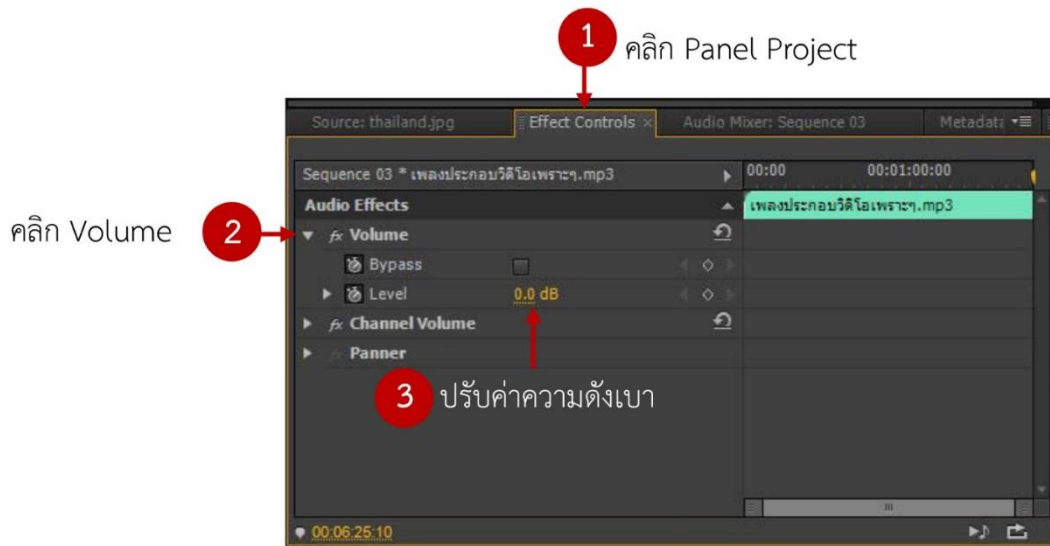 1 คลิก Panel Project
Source: thailand.jpg Effect Controls × Audio Mixer: Sequence 03 Metadata
Sequence 03 * เพลงประกอบวิดิโอเพราะๆ.mp3 00:00 00:01:00:00
Audio Effects เพลงประกอบวิดิโอเพราะๆ.mp3
คลิก Volume 2 fx Volume
Bypass
Level 0.0 dB
fx Channel Volume
fx Panner
3 ปรับค่าความดังเบา
00:06:25:10